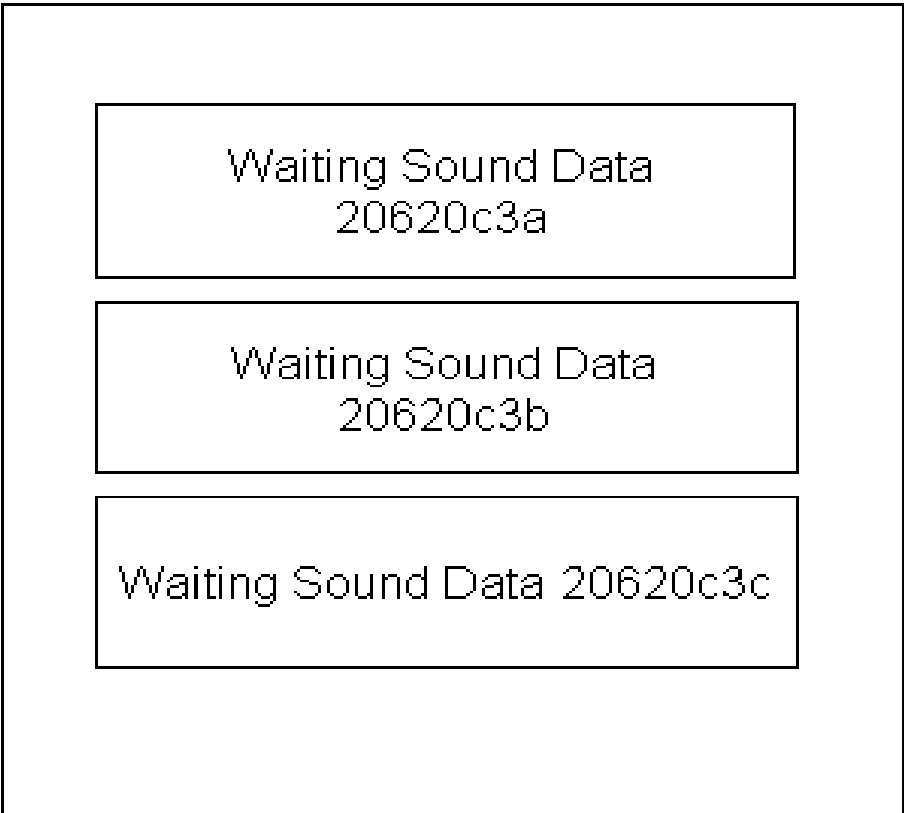 Waiting Sound Data
20620c3a
Waiting Sound Data
20620c3b
Waiting Sound Data 20620c3c